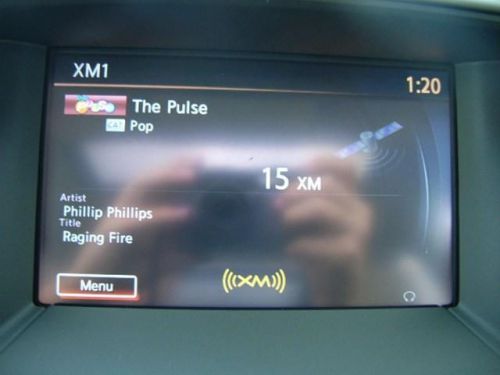 XM1
1:20
The Pulse
CAT Pop
15 XM
Artist
Phillip Phillips
Title
Raging Fire
Menu
((XM))